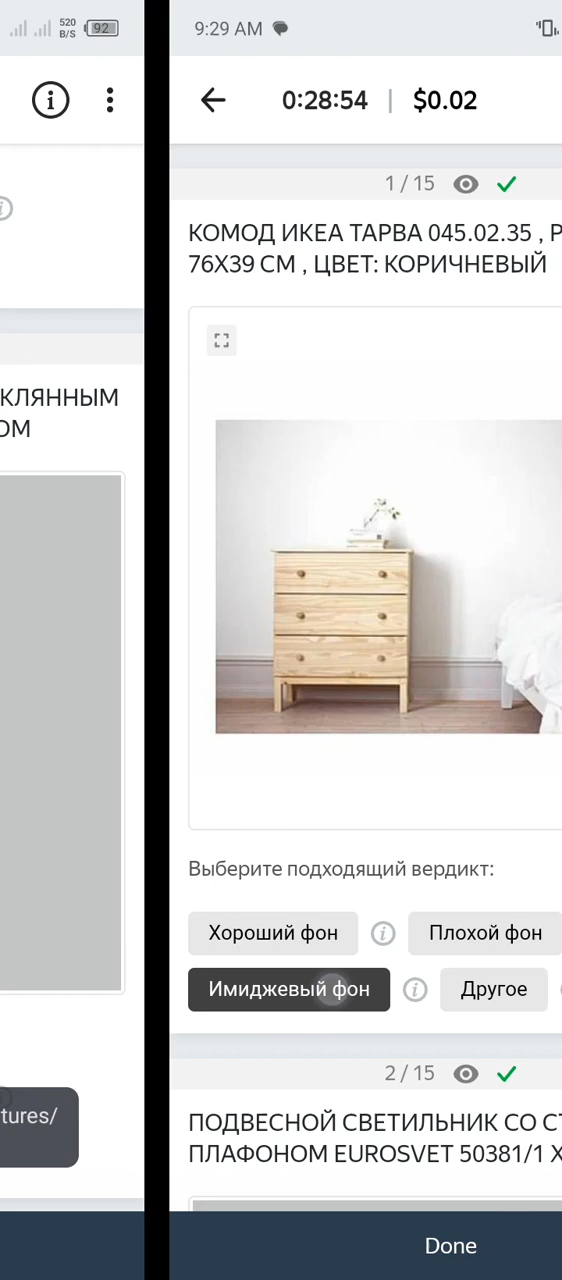 520
B/S
92
КЛЯННЫМ
ОМ
tures/
9:29 AM
0:28:54 | $0.02
1 / 15
КОМОД ИКЕА ТАРВА 045.02.35 , Р
76Х39 СМ , ЦВЕТ: КОРИЧНЕВЫЙ
Выберите подходящий вердикт:
Хороший фон
Плохой фон
Имиджевый фон
Другое
2 / 15
ПОДВЕСНОЙ СВЕТИЛЬНИК СО СТ
ПЛАФОНОМ EUROSVET 50381/1 Х
Done